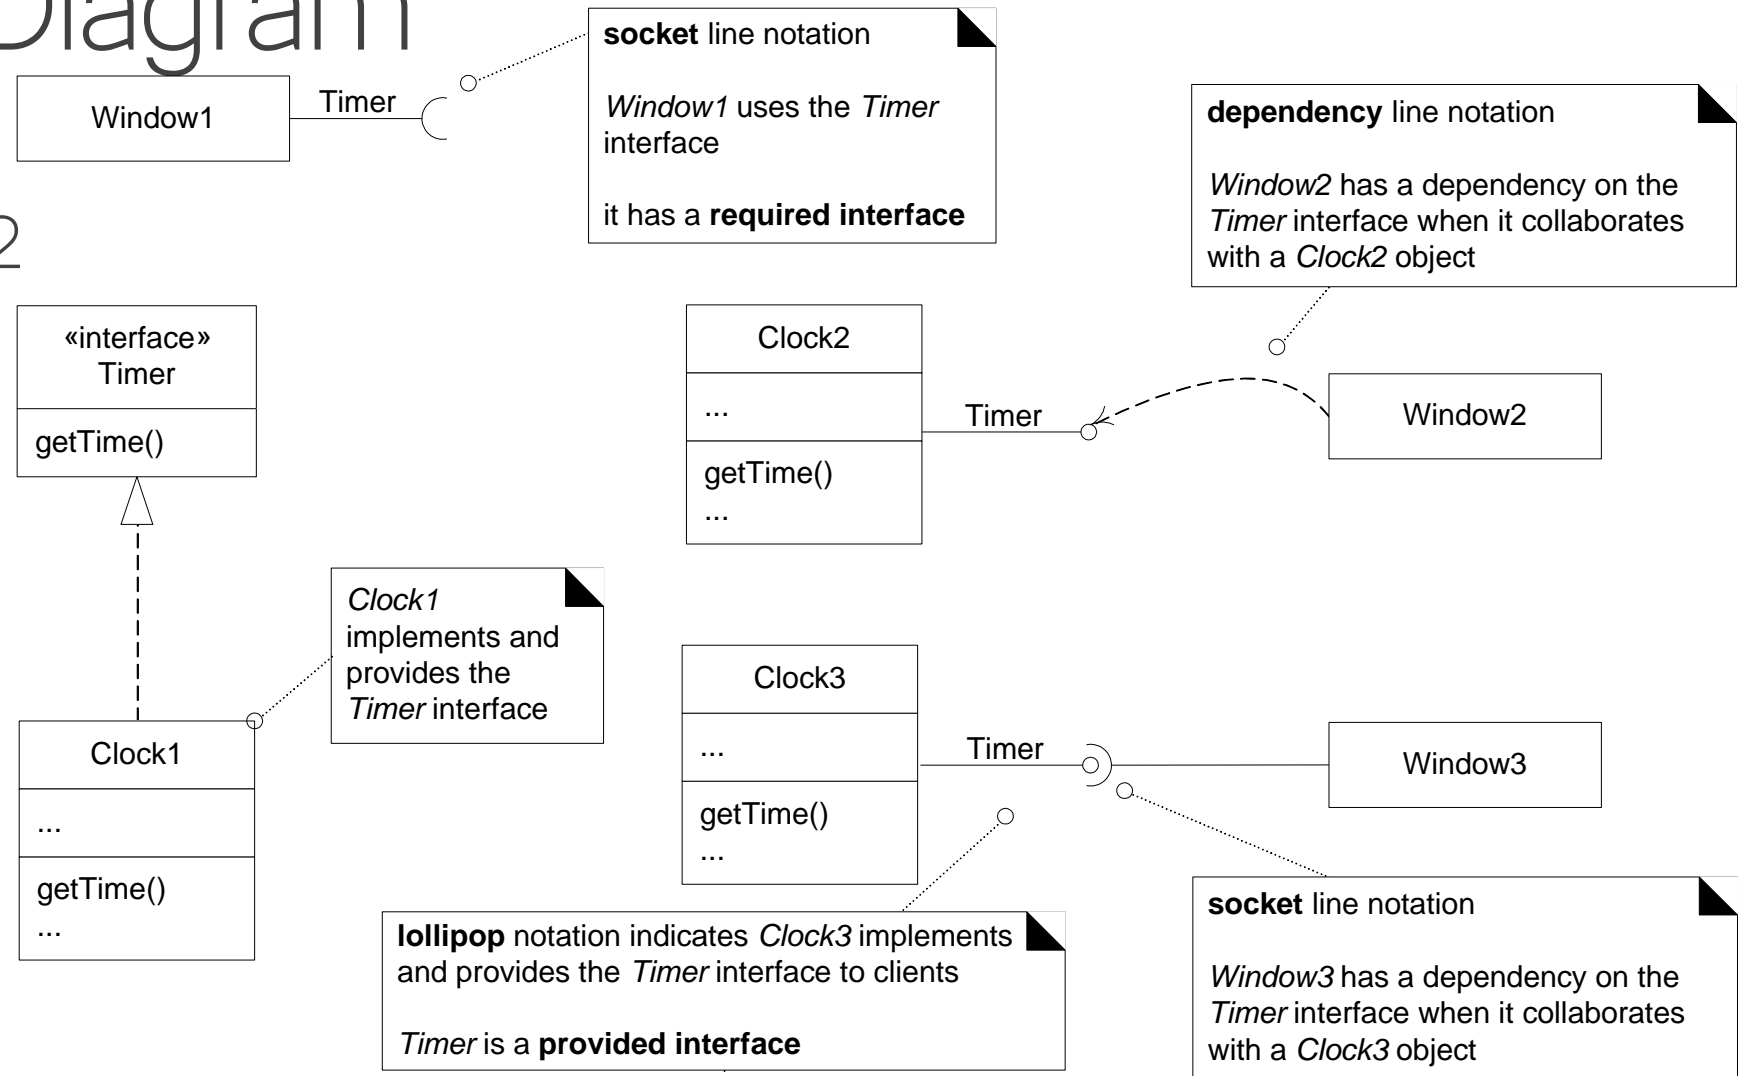 Diagram
2
Window1
Timer
socket line notation
Window1 uses the Timer
interface
it has a required interface
dependency line notation
Window2 has a dependency on the
Timer interface when it collaborates
with a Clock2 object
«interface»
Timer
getTime()
Clock2
...
getTime()
...
Timer
Window2
Clock1
implements and
provides the
Timer interface
Clock1
...
getTime()
...
Clock3
...
getTime()
...
Timer
Window3
lollipop notation indicates Clock3 implements
and provides the Timer interface to clients
Timer is a provided interface
socket line notation
Window3 has a dependency on the
Timer interface when it collaborates
with a Clock3 object